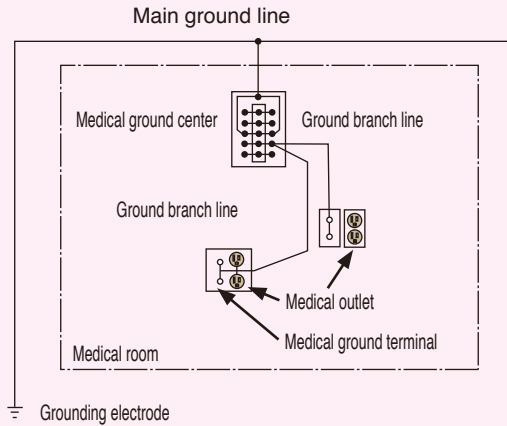 Main ground line
Medical ground center
Ground branch line
Ground branch line
Medical outlet
Medical ground terminal
Medical room
Grounding electrode